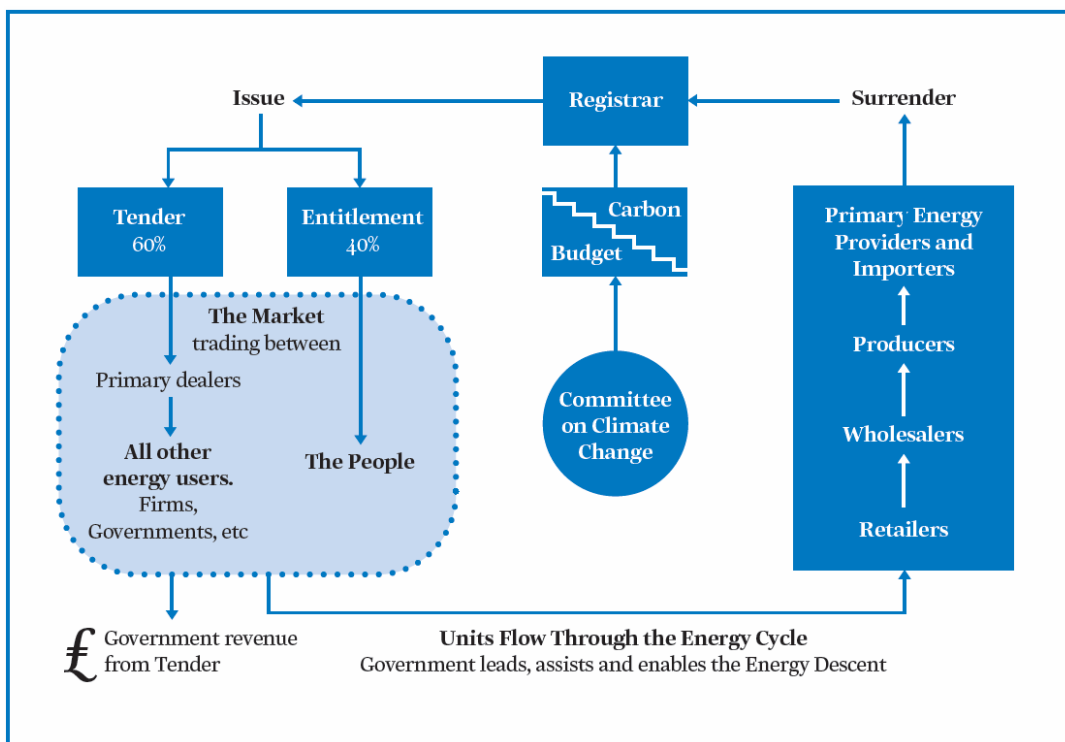 Issue
Registrar
Surrender
Tender
60%
Entitlement
40%
Carbon
Budget
Primary Energy
Providers and
Importers
Producers
Wholesalers
Retailers
The Market
trading between
Primary dealers
All other
energy users.
Firms,
Governments, etc
The People
Committee
on Climate
Change
£ Government revenue
from Tender
Units Flow Through the Energy Cycle
Government leads, assists and enables the Energy Descent